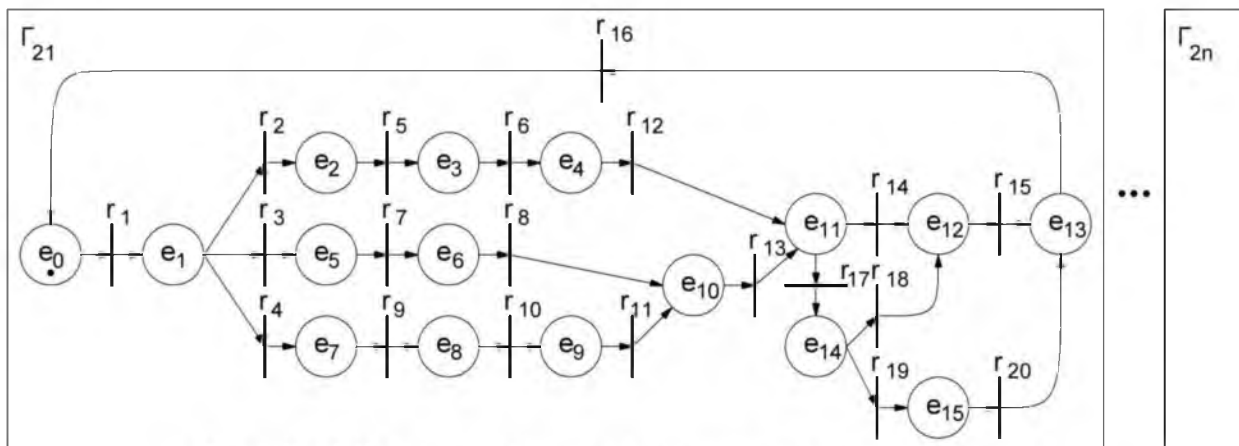 Γ21
r16
Γ2n
r2 r5 r6 r12
e2 e3 e4
r1 r3 r7 r8 r14 r15
e0 e1 e5 e6 e11 e12 e13
...
r13
e10
r4 r9 r10 r11 r17 r18
e7 e8 e9 e14
r19 r20
e15